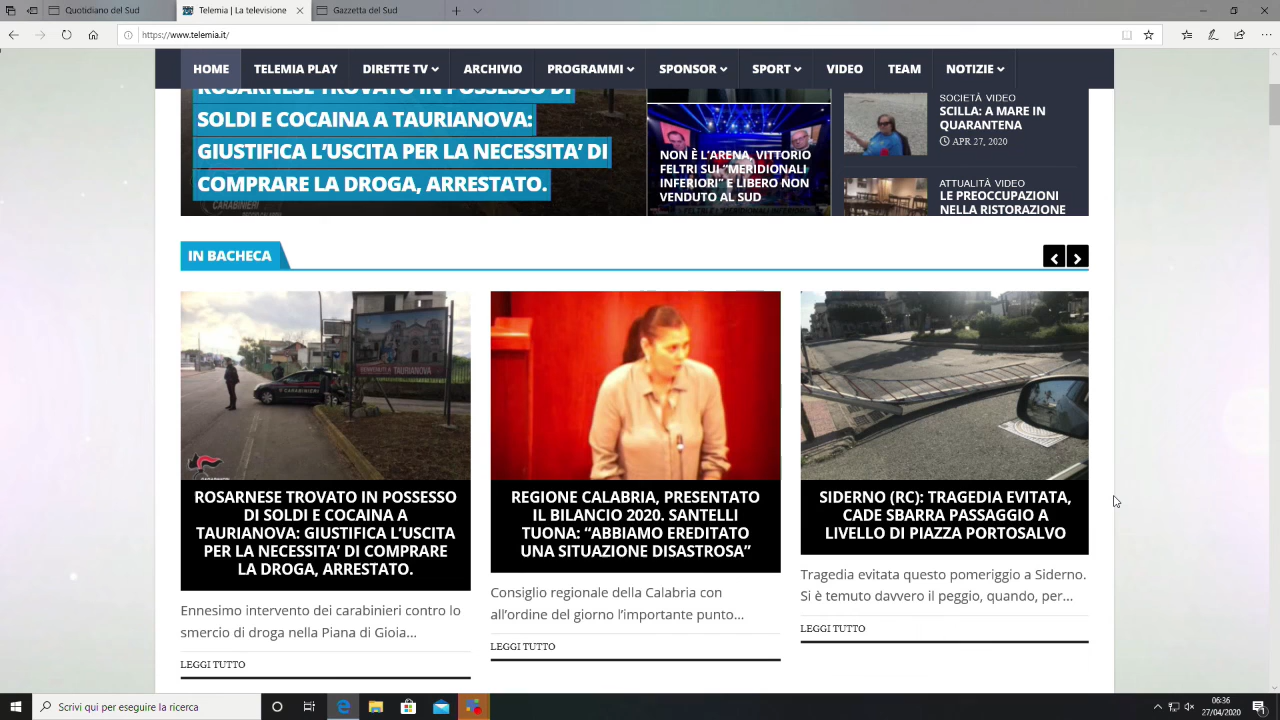 Telemia | la televisione
https://www.telemia.it/
HOME TELEMIA PLAY DIRETTE TV ARCHIVIO PROGRAMMI SPONSOR SPORT VIDEO TEAM NOTIZIE
ROSARNESE TROVATO IN POSSESSO DI
SOLDI E COCAINA A TAURIANOVA:
GIUSTIFICA L’USCITA PER LA NECESSITA’ DI
COMPRARE LA DROGA, ARRESTATO.
CARABINIERI
NON È L’ARENA, VITTORIO
FELTRI SUI “MERIDIONALI
INFERIORI” E LIBERO NON
VENDUTO AL SUD
SOCIETÀ VIDEO
SCILLA: A MARE IN
QUARANTENA
APR 27, 2020
ATTUALITÀ VIDEO
LE PREOCCUPAZIONI
NELLA RISTORAZIONE
IN BACHECA
BENVENUTI A TAURIANOVA
CARABINIERI
CARABINIERI
ROSARNESE TROVATO IN POSSESSO
DI SOLDI E COCAINA A
TAURIANOVA: GIUSTIFICA L’USCITA
PER LA NECESSITA’ DI COMPRARE
LA DROGA, ARRESTATO.
Ennesimo intervento dei carabinieri contro lo
smercio di droga nella Piana di Gioia...
LEGGI TUTTO
REGIONE CALABRIA, PRESENTATO
IL BILANCIO 2020. SANTELLI
TUONA: “ABBIAMO EREDITATO
UNA SITUAZIONE DISASTROSA”
Consiglio regionale della Calabria con
all’ordine del giorno l’importante punto...
LEGGI TUTTO
SIDERNO (RC): TRAGEDIA EVITATA,
CADE SBARRA PASSAGGIO A
LIVELLO DI PIAZZA PORTOSALVO
Tragedia evitata questo pomeriggio a Siderno.
Si è temuto davvero il peggio, quando, per...
LEGGI TUTTO
Scrivi qui per eseguire la ricerca
06:36
27/04/2020
1